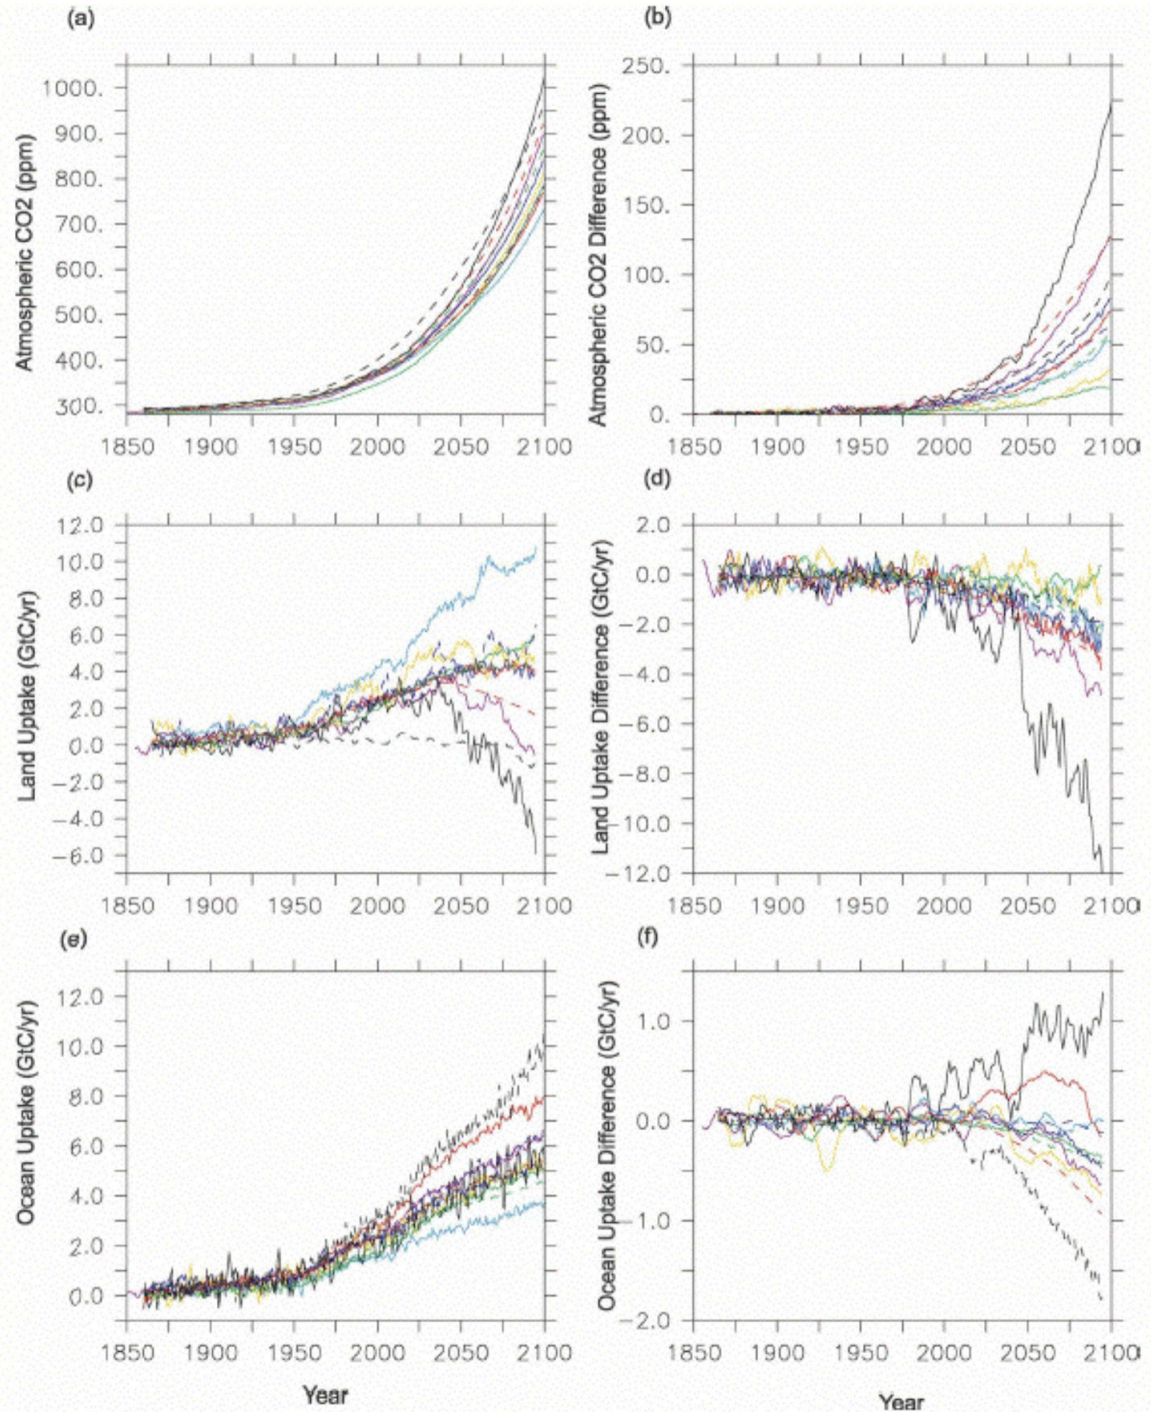 (a)
Atmospheric CO2 (ppm)
1000.
900.
800.
700.
600.
500.
400.
300.
1850 1900 1950 2000 2050 2100
(b)
Atmospheric CO2 Difference (ppm)
250.
200.
150.
100.
50.
0.
1850 1900 1950 2000 2050 2100
(c)
Land Uptake (GtC/yr)
12.0
10.0
8.0
6.0
4.0
2.0
0.0
−2.0
−4.0
−6.0
1850 1900 1950 2000 2050 2100
(d)
Land Uptake Difference (GtC/yr)
2.0
0.0
−2.0
−4.0
−6.0
−8.0
−10.0
−12.0
1850 1900 1950 2000 2050 2100
(e)
Ocean Uptake (GtC/yr)
12.0
10.0
8.0
6.0
4.0
2.0
0.0
1850 1900 1950 2000 2050 2100
Year
(f)
Ocean Uptake Difference (GtC/yr)
1.0
0.0
−1.0
−2.0
1850 1900 1950 2000 2050 2100
Year